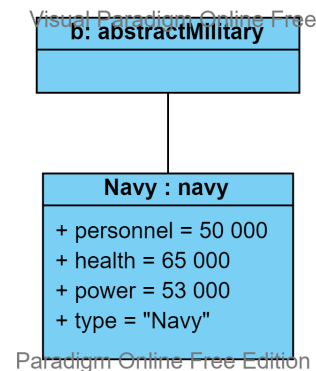 Visual Paradigm Online Free
b: abstractMilitary
Navy : navy
+ personnel = 50 000
+ health = 65 000
+ power = 53 000
+ type = "Navy"
Paradigm Online Free Edition